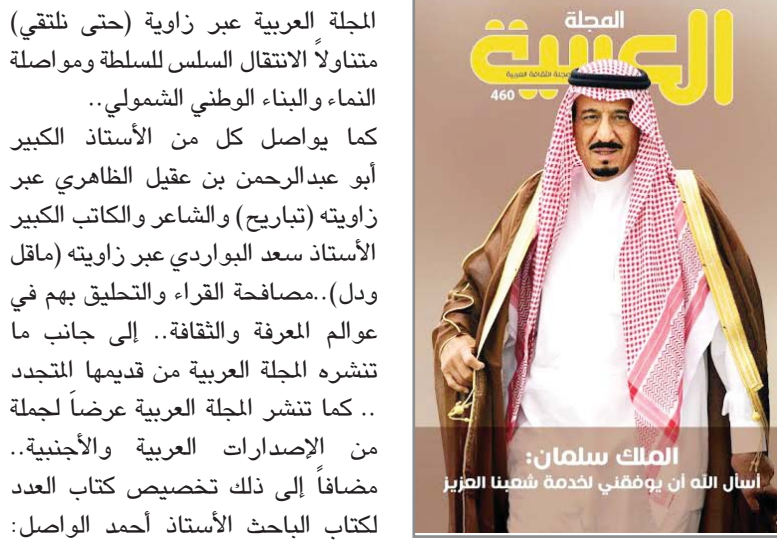 المجلة العربية عبر زاوية (حتى نلتقي)
متناولاً الانتقال السلس للسلطة ومواصلة
النماء والبناء الوطني الشمولي..
كما يواصل كل من الأستاذ الكبير
أبو عبدالرحمن بن عقيل الظاهري عبر
زاويته (تباريح) والشاعر والكاتب الكبير
الأستاذ سعد البواردي عبر زاويته (ماقل
ودل)..مصافحة القراء والتحليق بهم في
عوالم المعرفة والثقافة.. إلى جانب ما
تنشره المجلة العربية من قديمها المتجدد
.. كما تنشر المجلة العربية عرضاً لجملة
من الإصدارات العربية والأجنبية..
مضافاً إلى ذلك تخصيص كتاب العدد
لكتاب الباحث الأستاذ أحمد الواصل:
المجلة
العربية
مجلة الثقافة العربية
460
الملك سلمان:
أسأل الله أن يوفقني لخدمة شعبنا العزيز